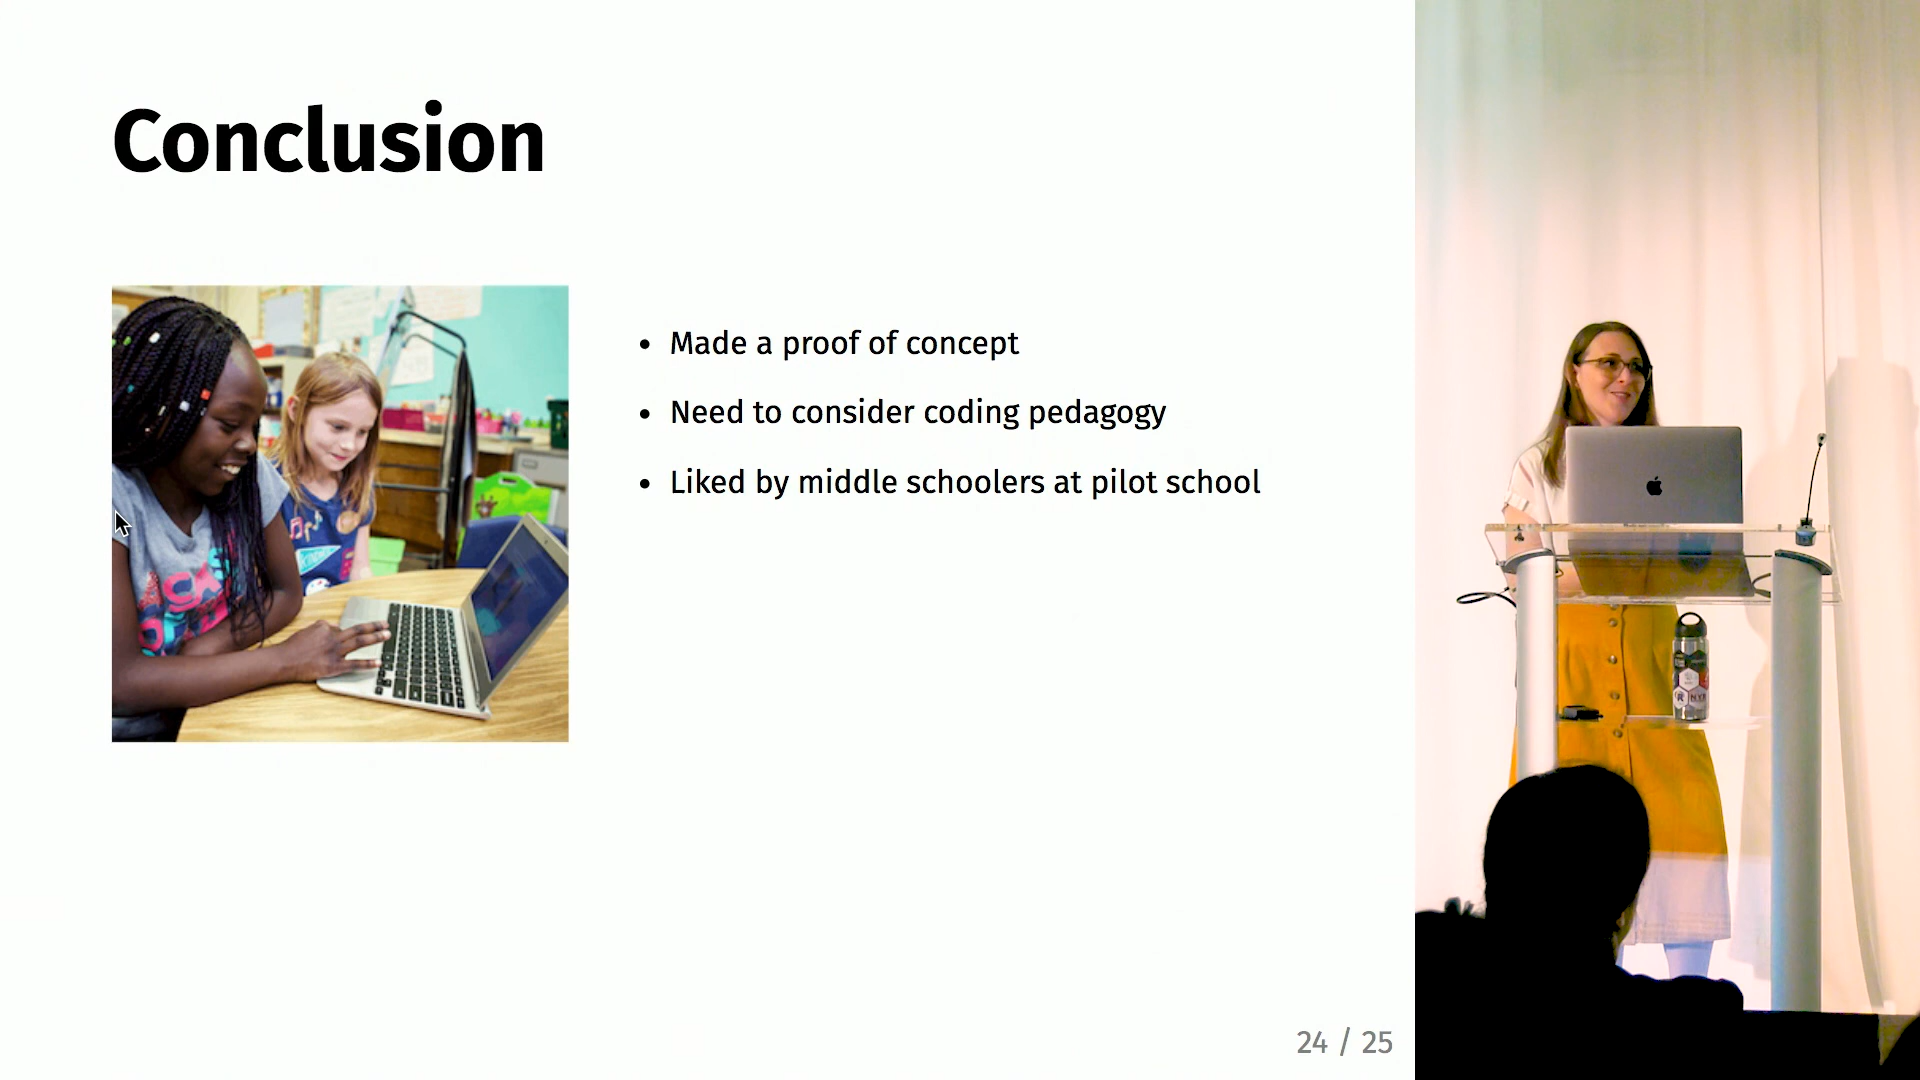 Conclusion
• Made a proof of concept
• Need to consider coding pedagogy
• Liked by middle schoolers at pilot school
24 / 25